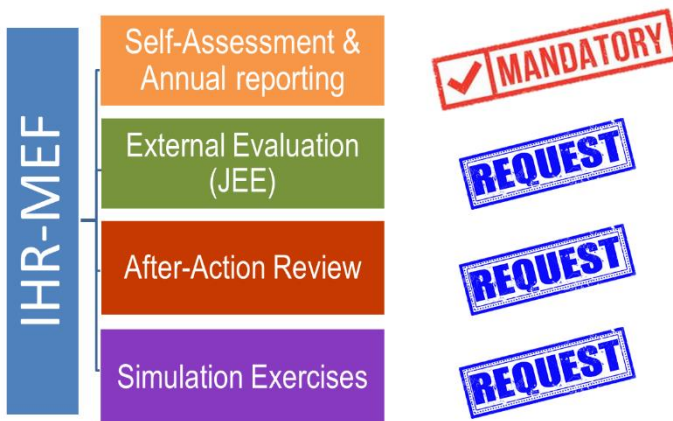 IHR-MEF
Self-Assessment &
Annual reporting
MANDATORY
External Evaluation
(JEE)
REQUEST
After-Action Review
REQUEST
Simulation Exercises
REQUEST